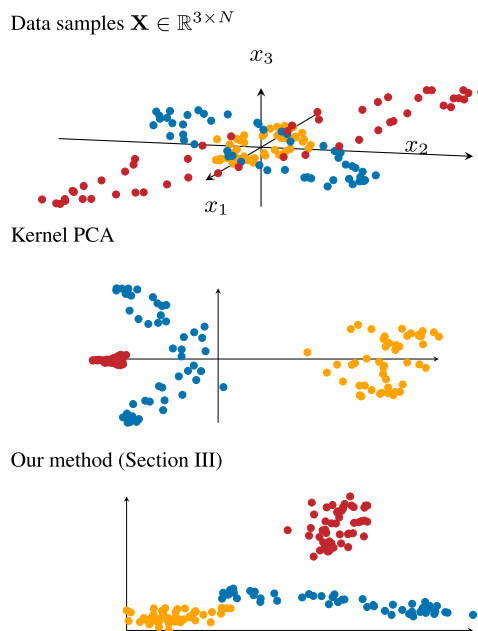 Data samples X ∈ ℝ^{3×N}
x₃
x₂
x₁
Kernel PCA
Our method (Section III)